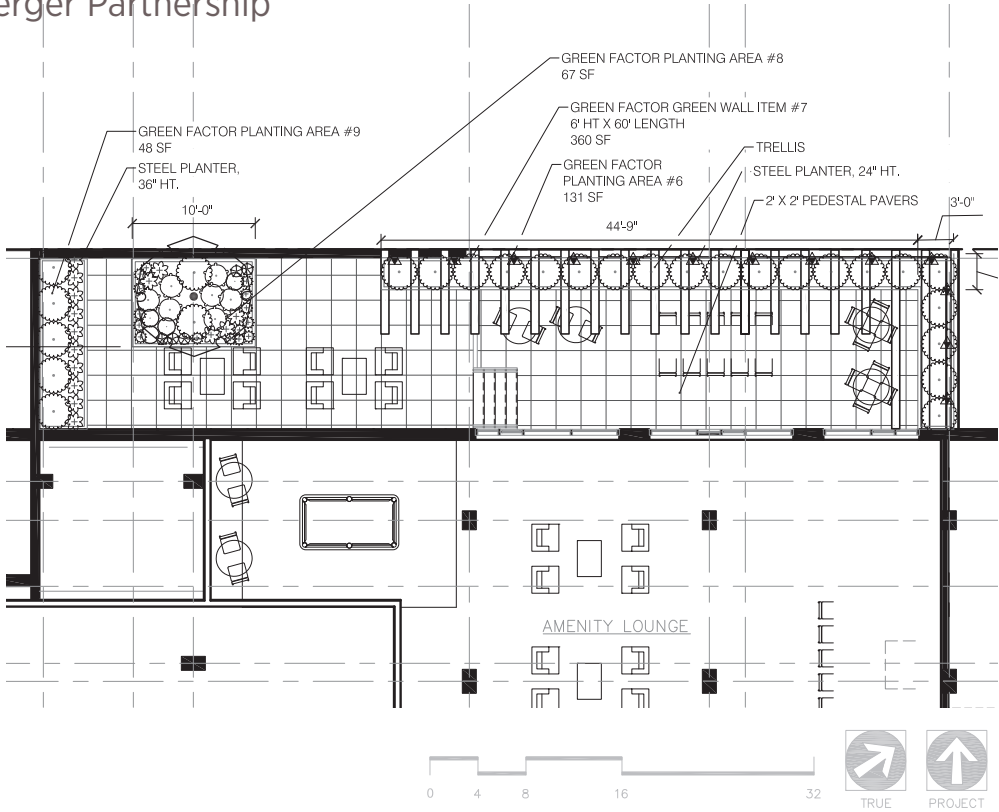 erger Partnership
GREEN FACTOR PLANTING AREA #8
67 SF
GREEN FACTOR GREEN WALL ITEM #7
6' HT X 60' LENGTH
360 SF
GREEN FACTOR PLANTING AREA #9
48 SF
TRELLIS
STEEL PLANTER,
36" HT.
GREEN FACTOR
PLANTING AREA #6
131 SF
STEEL PLANTER, 24" HT.
2' X 2' PEDESTAL PAVERS
10'-0"
44'-9"
3'-0"
AMENITY LOUNGE
0 4 8 16 32
TRUE
PROJECT